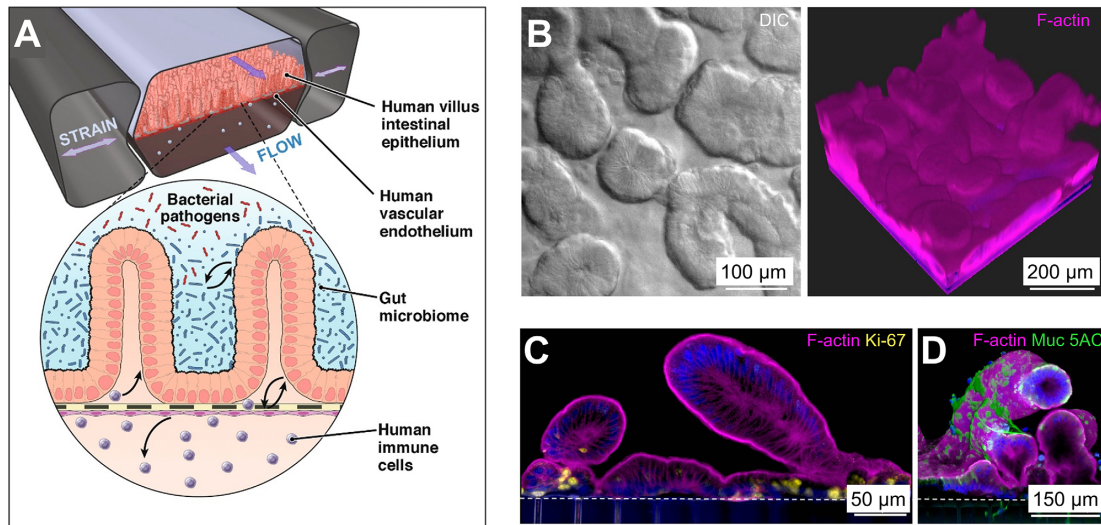 A
STRAIN
FLOW
Human villus
intestinal
epithelium
Human
vascular
endothelium
Bacterial
pathogens
Gut
microbiome
Human
immune
cells
B
DIC
100 µm
F-actin
200 µm
C
F-actin Ki-67
50 µm
D
F-actin Muc 5AC
150 µm